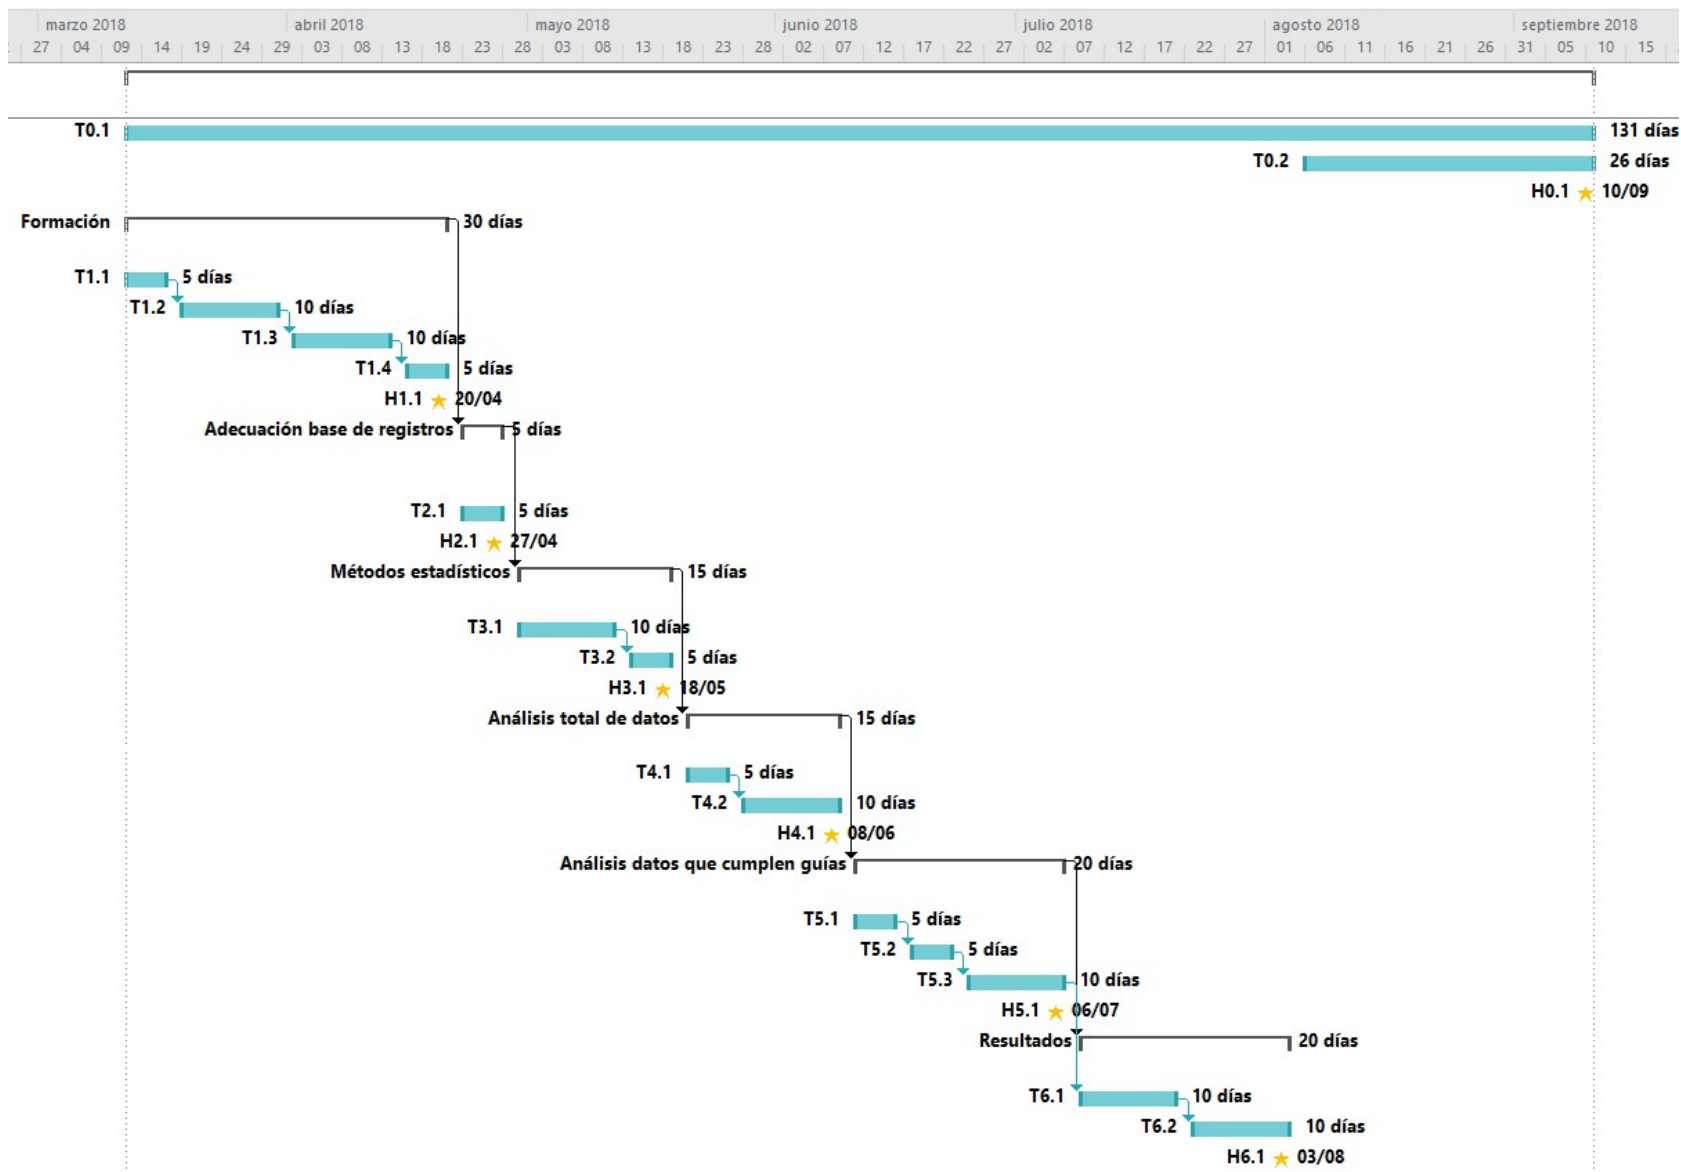 marzo 2018 abril 2018 mayo 2018 junio 2018 julio 2018 agosto 2018 septiembre 2018
27 04 09 14 19 24 29 03 08 13 18 23 28 03 08 13 18 23 28 02 07 12 17 22 27 02 07 12 17 22 27 01 06 11 16 21 26 31 05 10 15
T0.1 131 días
T0.2 26 días
H0.1 10/09
Formación 30 días
T1.1 5 días
T1.2 10 días
T1.3 10 días
T1.4 5 días
H1.1 20/04
Adecuación base de registros 5 días
T2.1 5 días
H2.1 27/04
Métodos estadísticos 15 días
T3.1 10 días
T3.2 5 días
H3.1 18/05
Análisis total de datos 15 días
T4.1 5 días
T4.2 10 días
H4.1 08/06
Análisis datos que cumplen guías 20 días
T5.1 5 días
T5.2 5 días
T5.3 10 días
H5.1 06/07
Resultados 20 días
T6.1 10 días
T6.2 10 días
H6.1 03/08